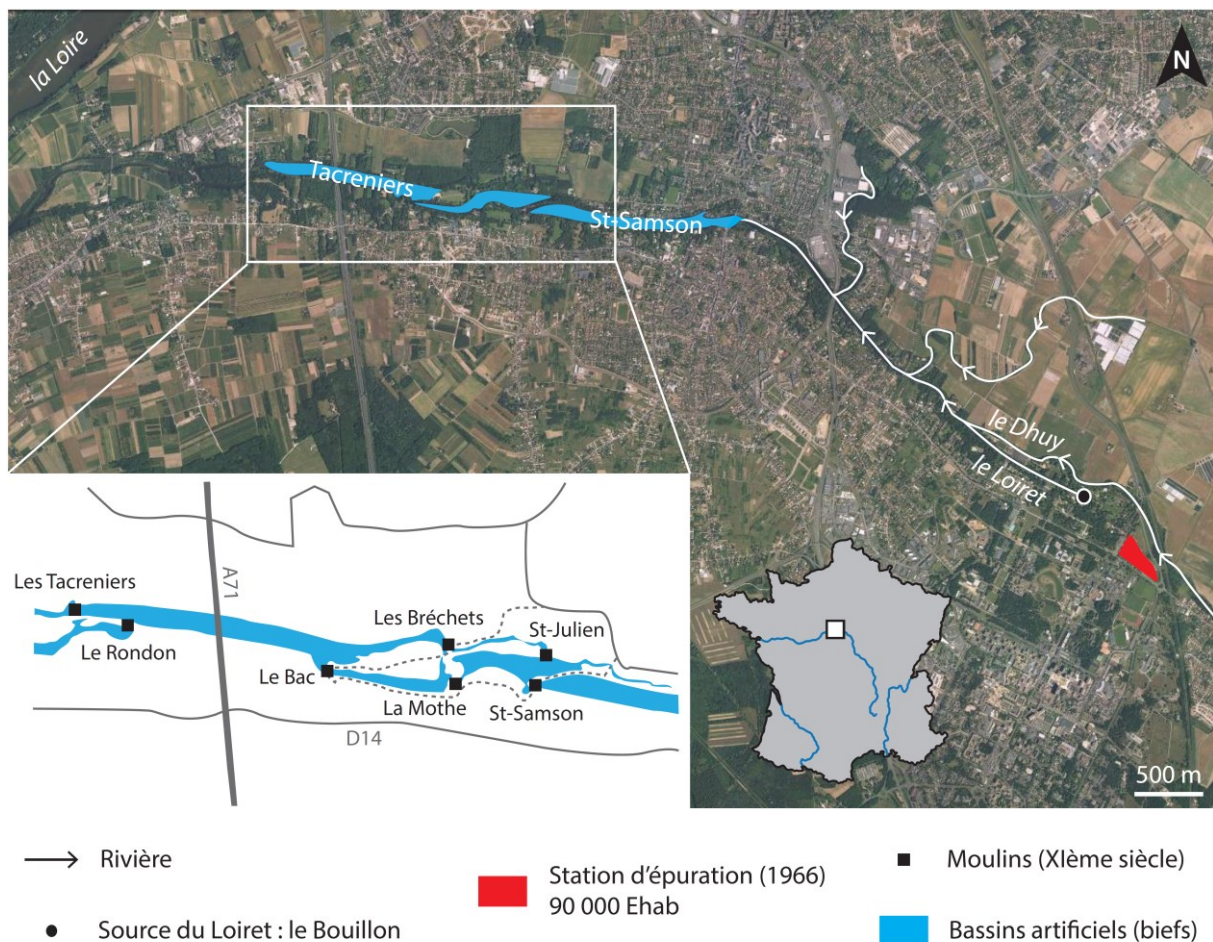 la Loire
N
Tacreniers
St-Samson
le Dhuy
le Loiret
Les Tacreniers
A71
Les Bréchets
St-Julien
Le Rondon
Le Bac
La Mothe
St-Samson
D14
500 m
Rivière
Station d'épuration (1966)
90 000 Ehab
Moulins (XIème siècle)
Source du Loiret : le Bouillon
Bassins artificiels (biefs)